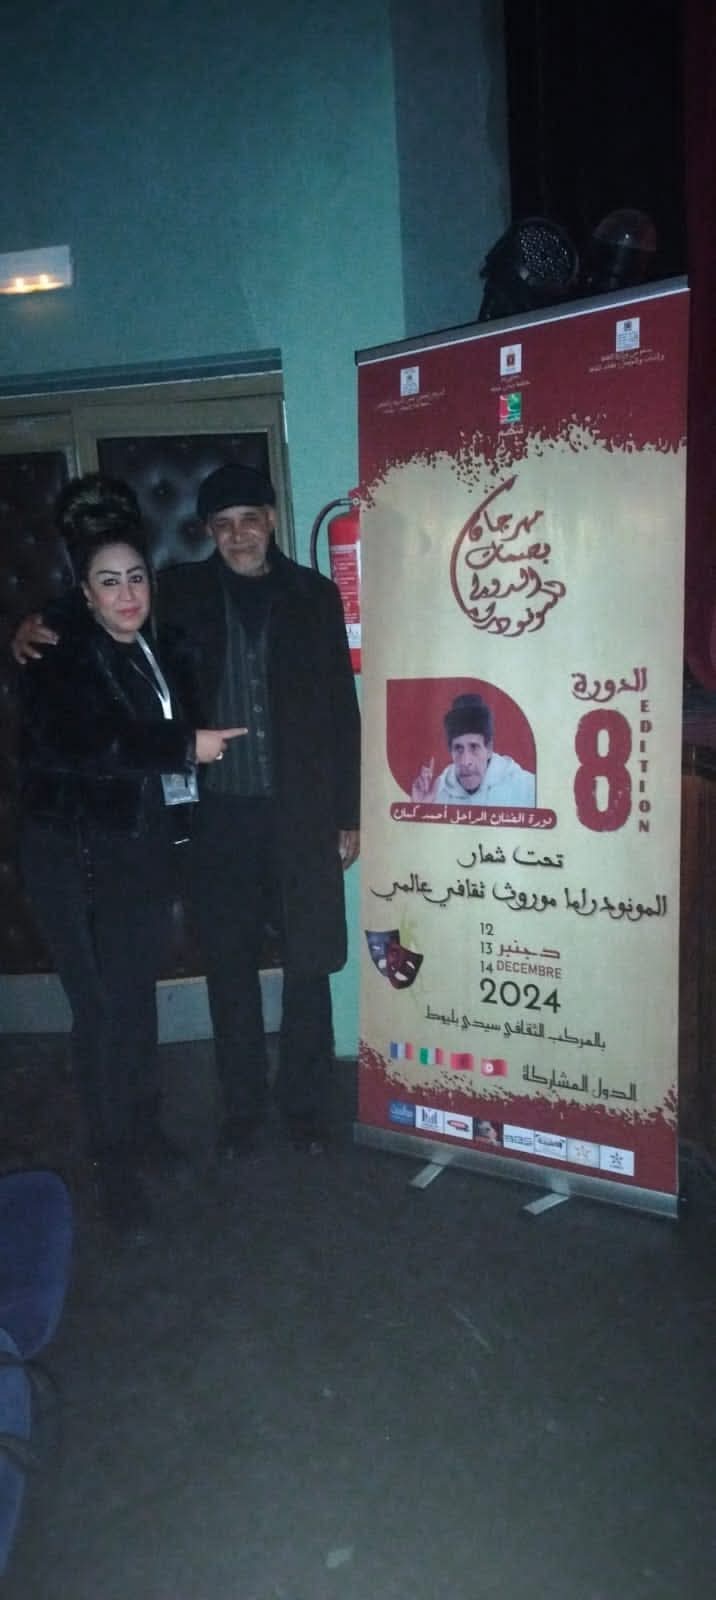 مهرجان
بصمات
الدولي
للمونودراما
الدورة
8
EDITION
دورة الفنان الراحل أحمد كمان
تحت شعار
المونودراما موروث ثقافي عالمي
12
13 دجنبر
14 DECEMBRE
2024
بالمركب الثقافي سيدي بليوط
الدول المشاركة